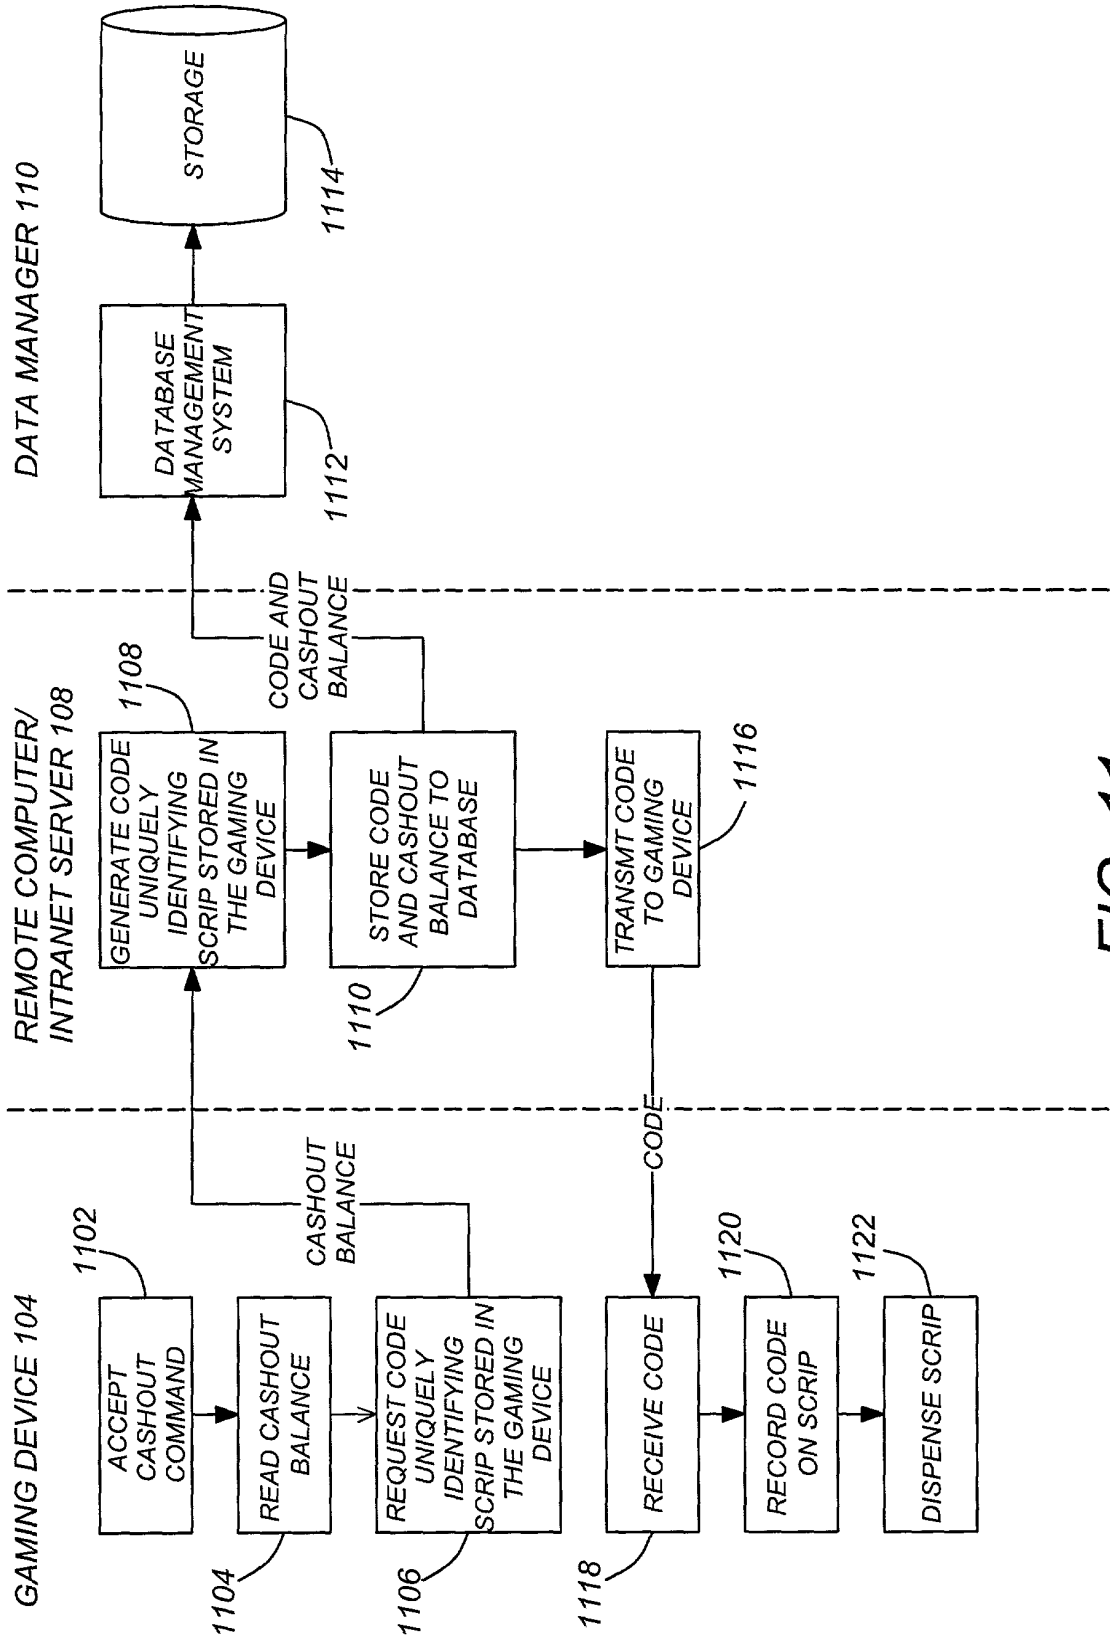 GAMING DEVICE 104
1102
ACCEPT
CASHOUT
COMMAND
READ CASHOUT
BALANCE
1104
REQUEST CODE
UNIQUELY
IDENTIFYING
SCRIP STORED IN
THE GAMING
DEVICE
1106
CASHOUT
BALANCE
RECEIVE CODE
1118
RECORD CODE
ON SCRIP
1120
DISPENSE SCRIP
1122
REMOTE COMPUTER/
INTRANET SERVER 108
1108
GENERATE CODE
UNIQUELY
IDENTIFYING
SCRIP STORED IN
THE GAMING
DEVICE
STORE CODE
AND CASHOUT
BALANCE TO
DATABASE
1110
CODE AND
CASHOUT
BALANCE
TRANSMT CODE
TO GAMING
DEVICE
1116
CODE
DATA MANAGER 110
DATABASE
MANAGEMENT
SYSTEM
1112
STORAGE
1114